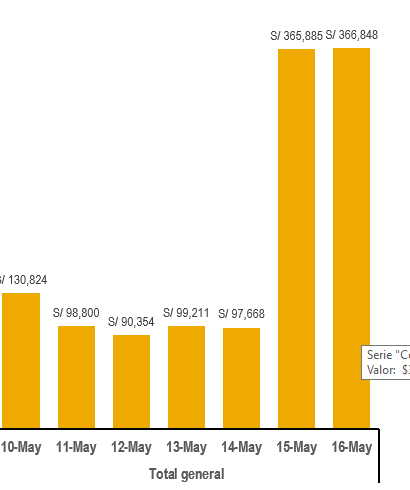 S/ 365,885 S/ 366,848
S/ 130,824
S/ 98,800
S/ 90,354
S/ 99,211
S/ 97,668
Serie "C
Valor: $3
10-May 11-May 12-May 13-May 14-May 15-May 16-May
Total general